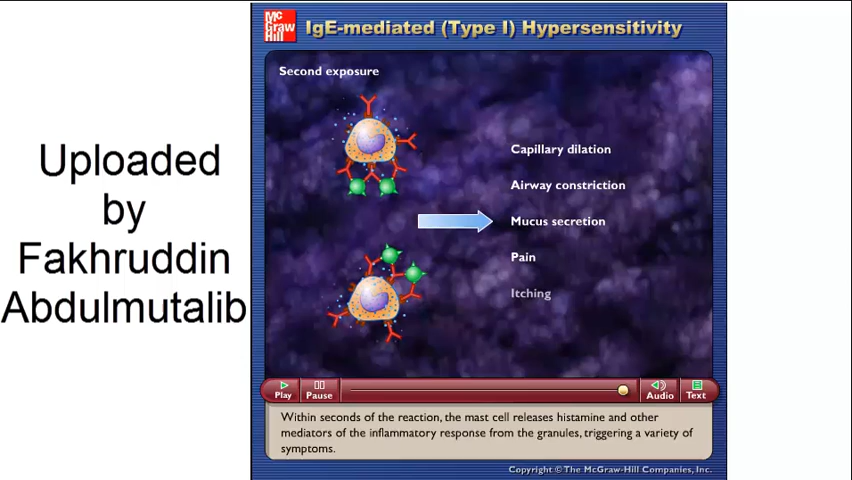 Uploaded
by
Fakhruddin
Abdulmutalib
Mc
Graw
Hill
IgE-mediated (Type I) Hypersensitivity
Second exposure
Capillary dilation
Airway constriction
Mucus secretion
Pain
Itching
Play
Pause
Audio
Text
Within seconds of the reaction, the mast cell releases histamine and other
mediators of the inflammatory response from the granules, triggering a variety of
symptoms.
Copyright © The McGraw-Hill Companies, Inc.